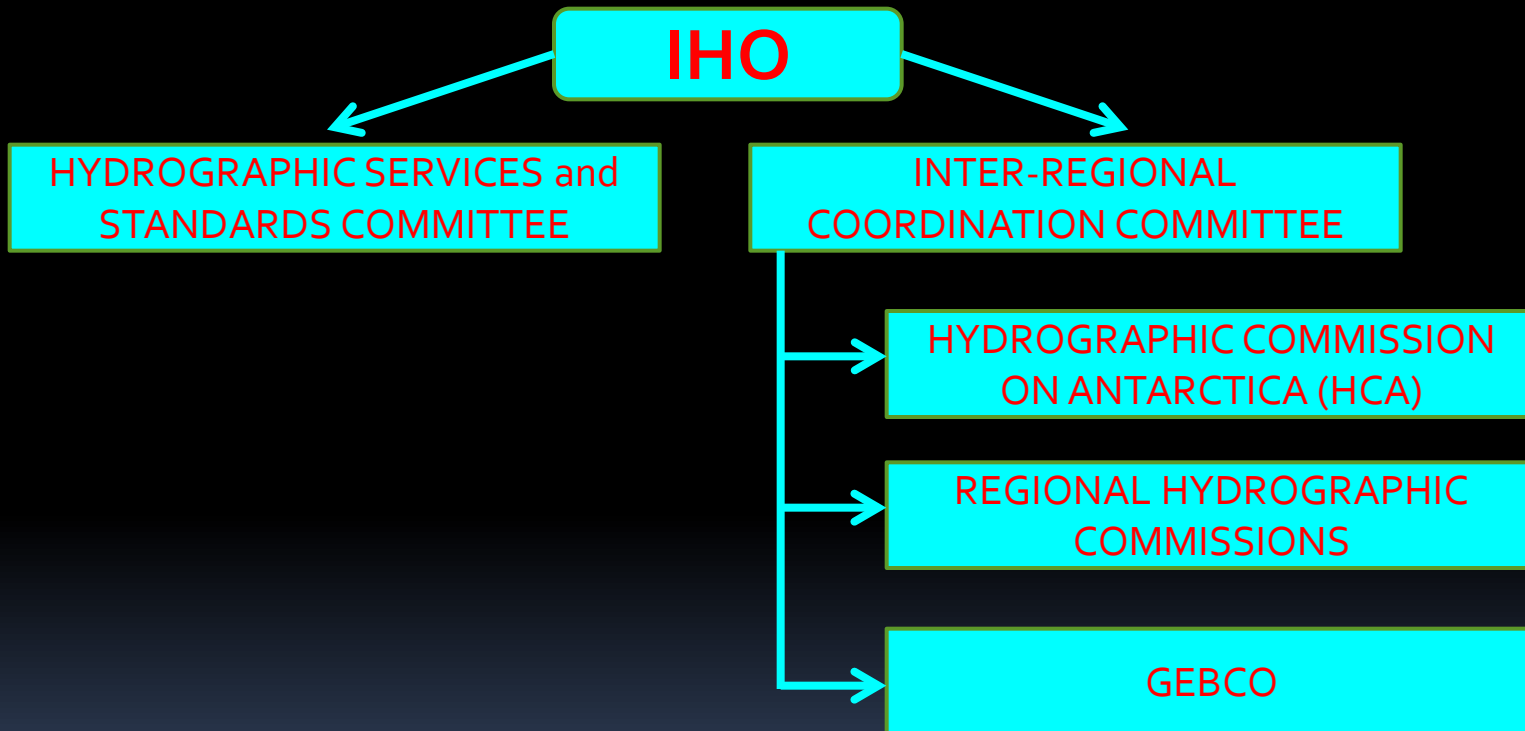 IHO
HYDROGRAPHIC SERVICES and
STANDARDS COMMITTEE
INTER-REGIONAL
COORDINATION COMMITTEE
HYDROGRAPHIC COMMISSION
ON ANTARCTICA (HCA)
REGIONAL HYDROGRAPHIC
COMMISSIONS
GEBCO